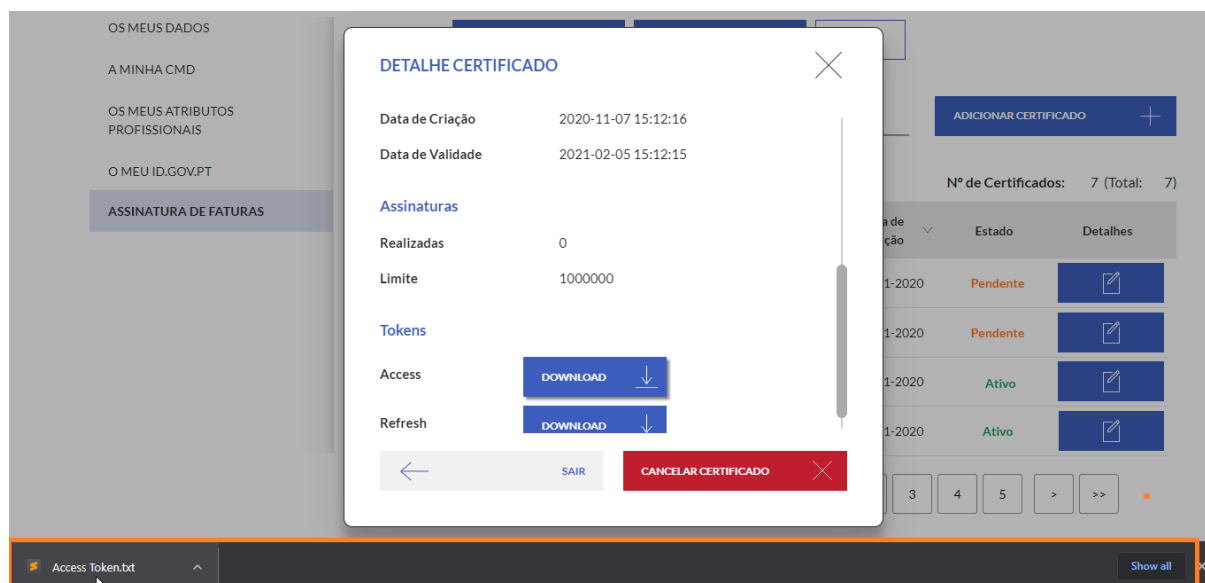 OS MEUS DADOS
A MINHA CMD
OS MEUS ATRIBUTOS
PROFISSIONAIS
O MEU ID.GOV.PT
ASSINATURA DE FATURAS
DETALHE CERTIFICADO
Data de Criação 2020-11-07 15:12:16
Data de Validade 2021-02-05 15:12:15
Assinaturas
Realizadas 0
Limite 1000000
Tokens
Access DOWNLOAD
Refresh DOWNLOAD
SAIR CANCELAR CERTIFICADO
ADICIONAR CERTIFICADO
Nº de Certificados: 7 (Total: 7)
a de
ção Estado Detalhes
1-2020 Pendente
1-2020 Pendente
1-2020 Ativo
1-2020 Ativo
3 4 5 > >>
Access Token.txt Show all